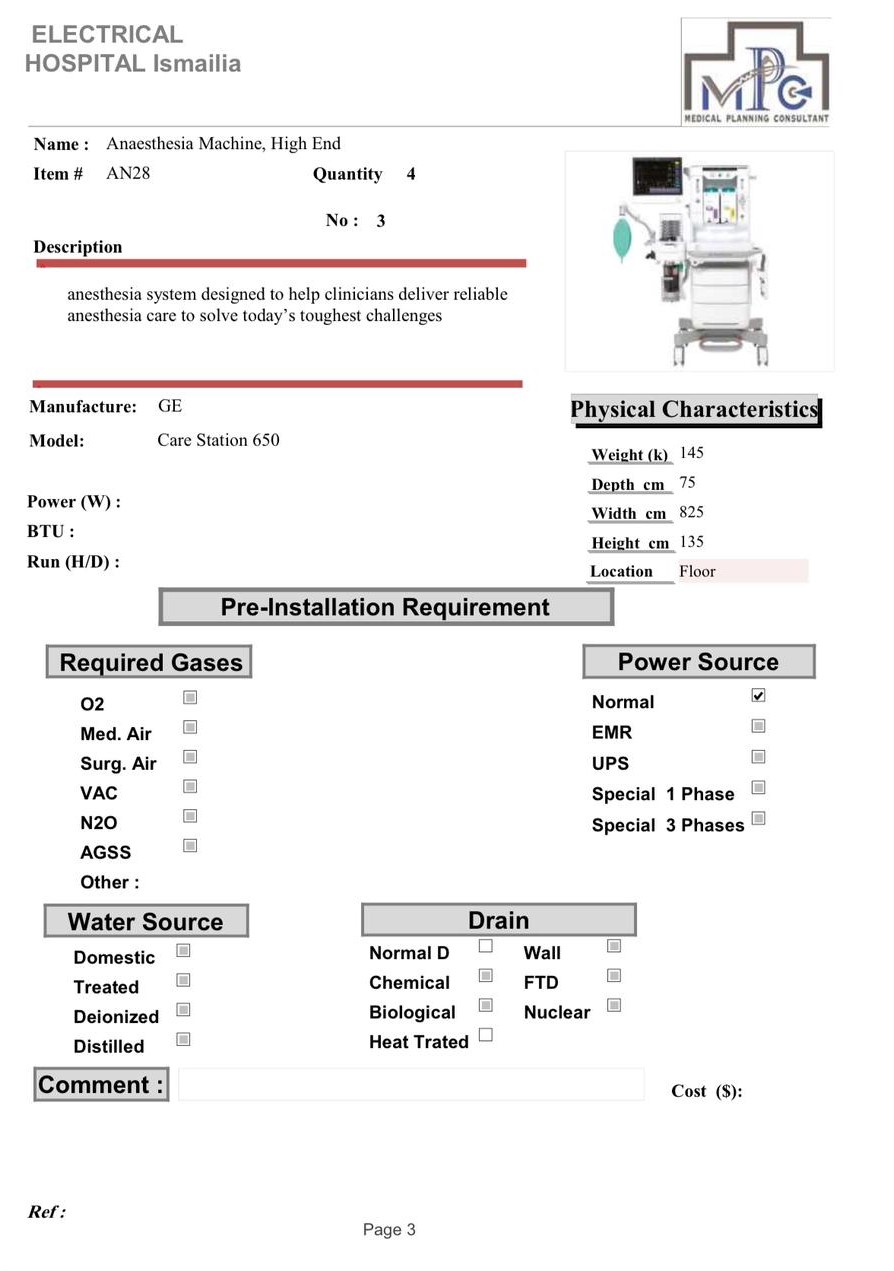 ELECTRICAL
HOSPITAL Ismailia
MPC
MEDICAL PLANNING CONSULTANT
Name : Anaesthesia Machine, High End
Item # AN28 Quantity 4
No : 3
Description
anesthesia system designed to help clinicians deliver reliable
anesthesia care to solve today’s toughest challenges
Manufacture: GE
Model: Care Station 650
Power (W) :
BTU :
Run (H/D) :
Physical Characteristics
Weight (k) 145
Depth cm 75
Width cm 825
Height cm 135
Location Floor
Pre-Installation Requirement
Required Gases
O2
Med. Air
Surg. Air
VAC
N2O
AGSS
Other :
Power Source
Normal
EMR
UPS
Special 1 Phase
Special 3 Phases
Water Source
Domestic
Treated
Deionized
Distilled
Drain
Normal D Wall
Chemical FTD
Biological Nuclear
Heat Trated
Comment :
Cost ($):
Ref :
Page 3